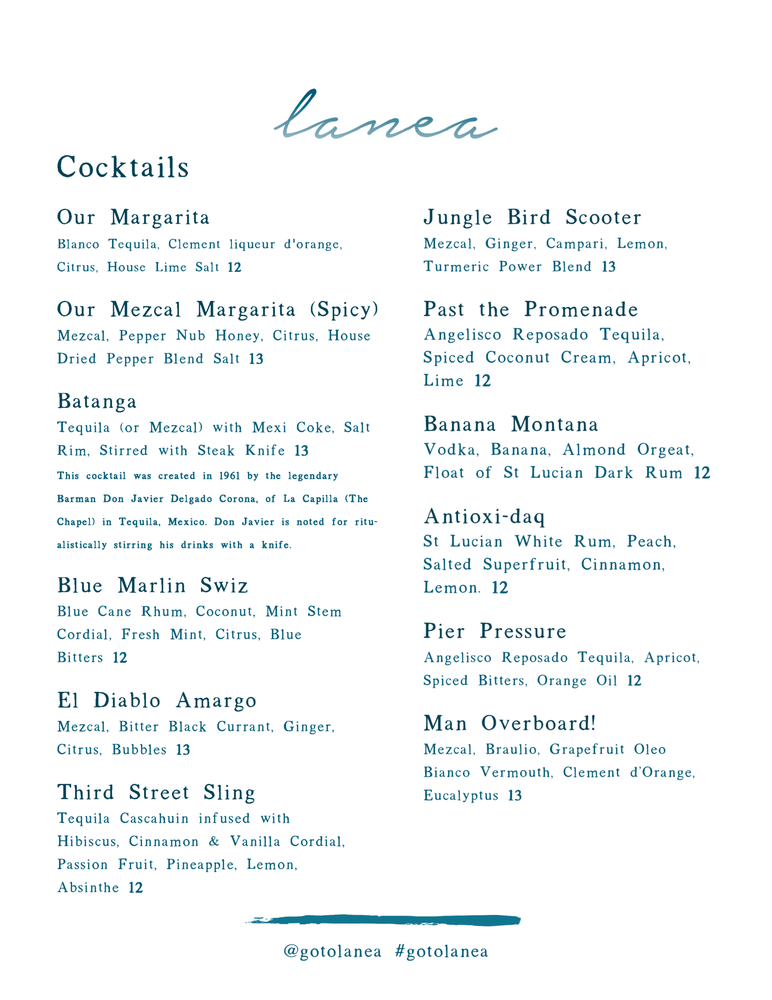 lanea
Cocktails
Our Margarita
Blanco Tequila, Clement liqueur d'orange,
Citrus, House Lime Salt 12
Our Mezcal Margarita (Spicy)
Mezcal, Pepper Nub Honey, Citrus, House
Dried Pepper Blend Salt 13
Batanga
Tequila (or Mezcal) with Mexi Coke, Salt
Rim, Stirred with Steak Knife 13
This cocktail was created in 1961 by the legendary
Barman Don Javier Delgado Corona, of La Capilla (The
Chapel) in Tequila, Mexico. Don Javier is noted for ritu-
alistically stirring his drinks with a knife.
Blue Marlin Swiz
Blue Cane Rhum, Coconut, Mint Stem
Cordial, Fresh Mint, Citrus, Blue
Bitters 12
El Diablo Amargo
Mezcal, Bitter Black Currant, Ginger,
Citrus, Bubbles 13
Third Street Sling
Tequila Cascahuin infused with
Hibiscus, Cinnamon & Vanilla Cordial,
Passion Fruit, Pineapple, Lemon,
Absinthe 12
Jungle Bird Scooter
Mezcal, Ginger, Campari, Lemon,
Turmeric Power Blend 13
Past the Promenade
Angelisco Reposado Tequila,
Spiced Coconut Cream, Apricot,
Lime 12
Banana Montana
Vodka, Banana, Almond Orgeat,
Float of St Lucian Dark Rum 12
Antioxi-daq
St Lucian White Rum, Peach,
Salted Superfruit, Cinnamon,
Lemon. 12
Pier Pressure
Angelisco Reposado Tequila, Apricot,
Spiced Bitters, Orange Oil 12
Man Overboard!
Mezcal, Braulio, Grapefruit Oleo
Bianco Vermouth, Clement d'Orange,
Eucalyptus 13
@gotolanea #gotolanea